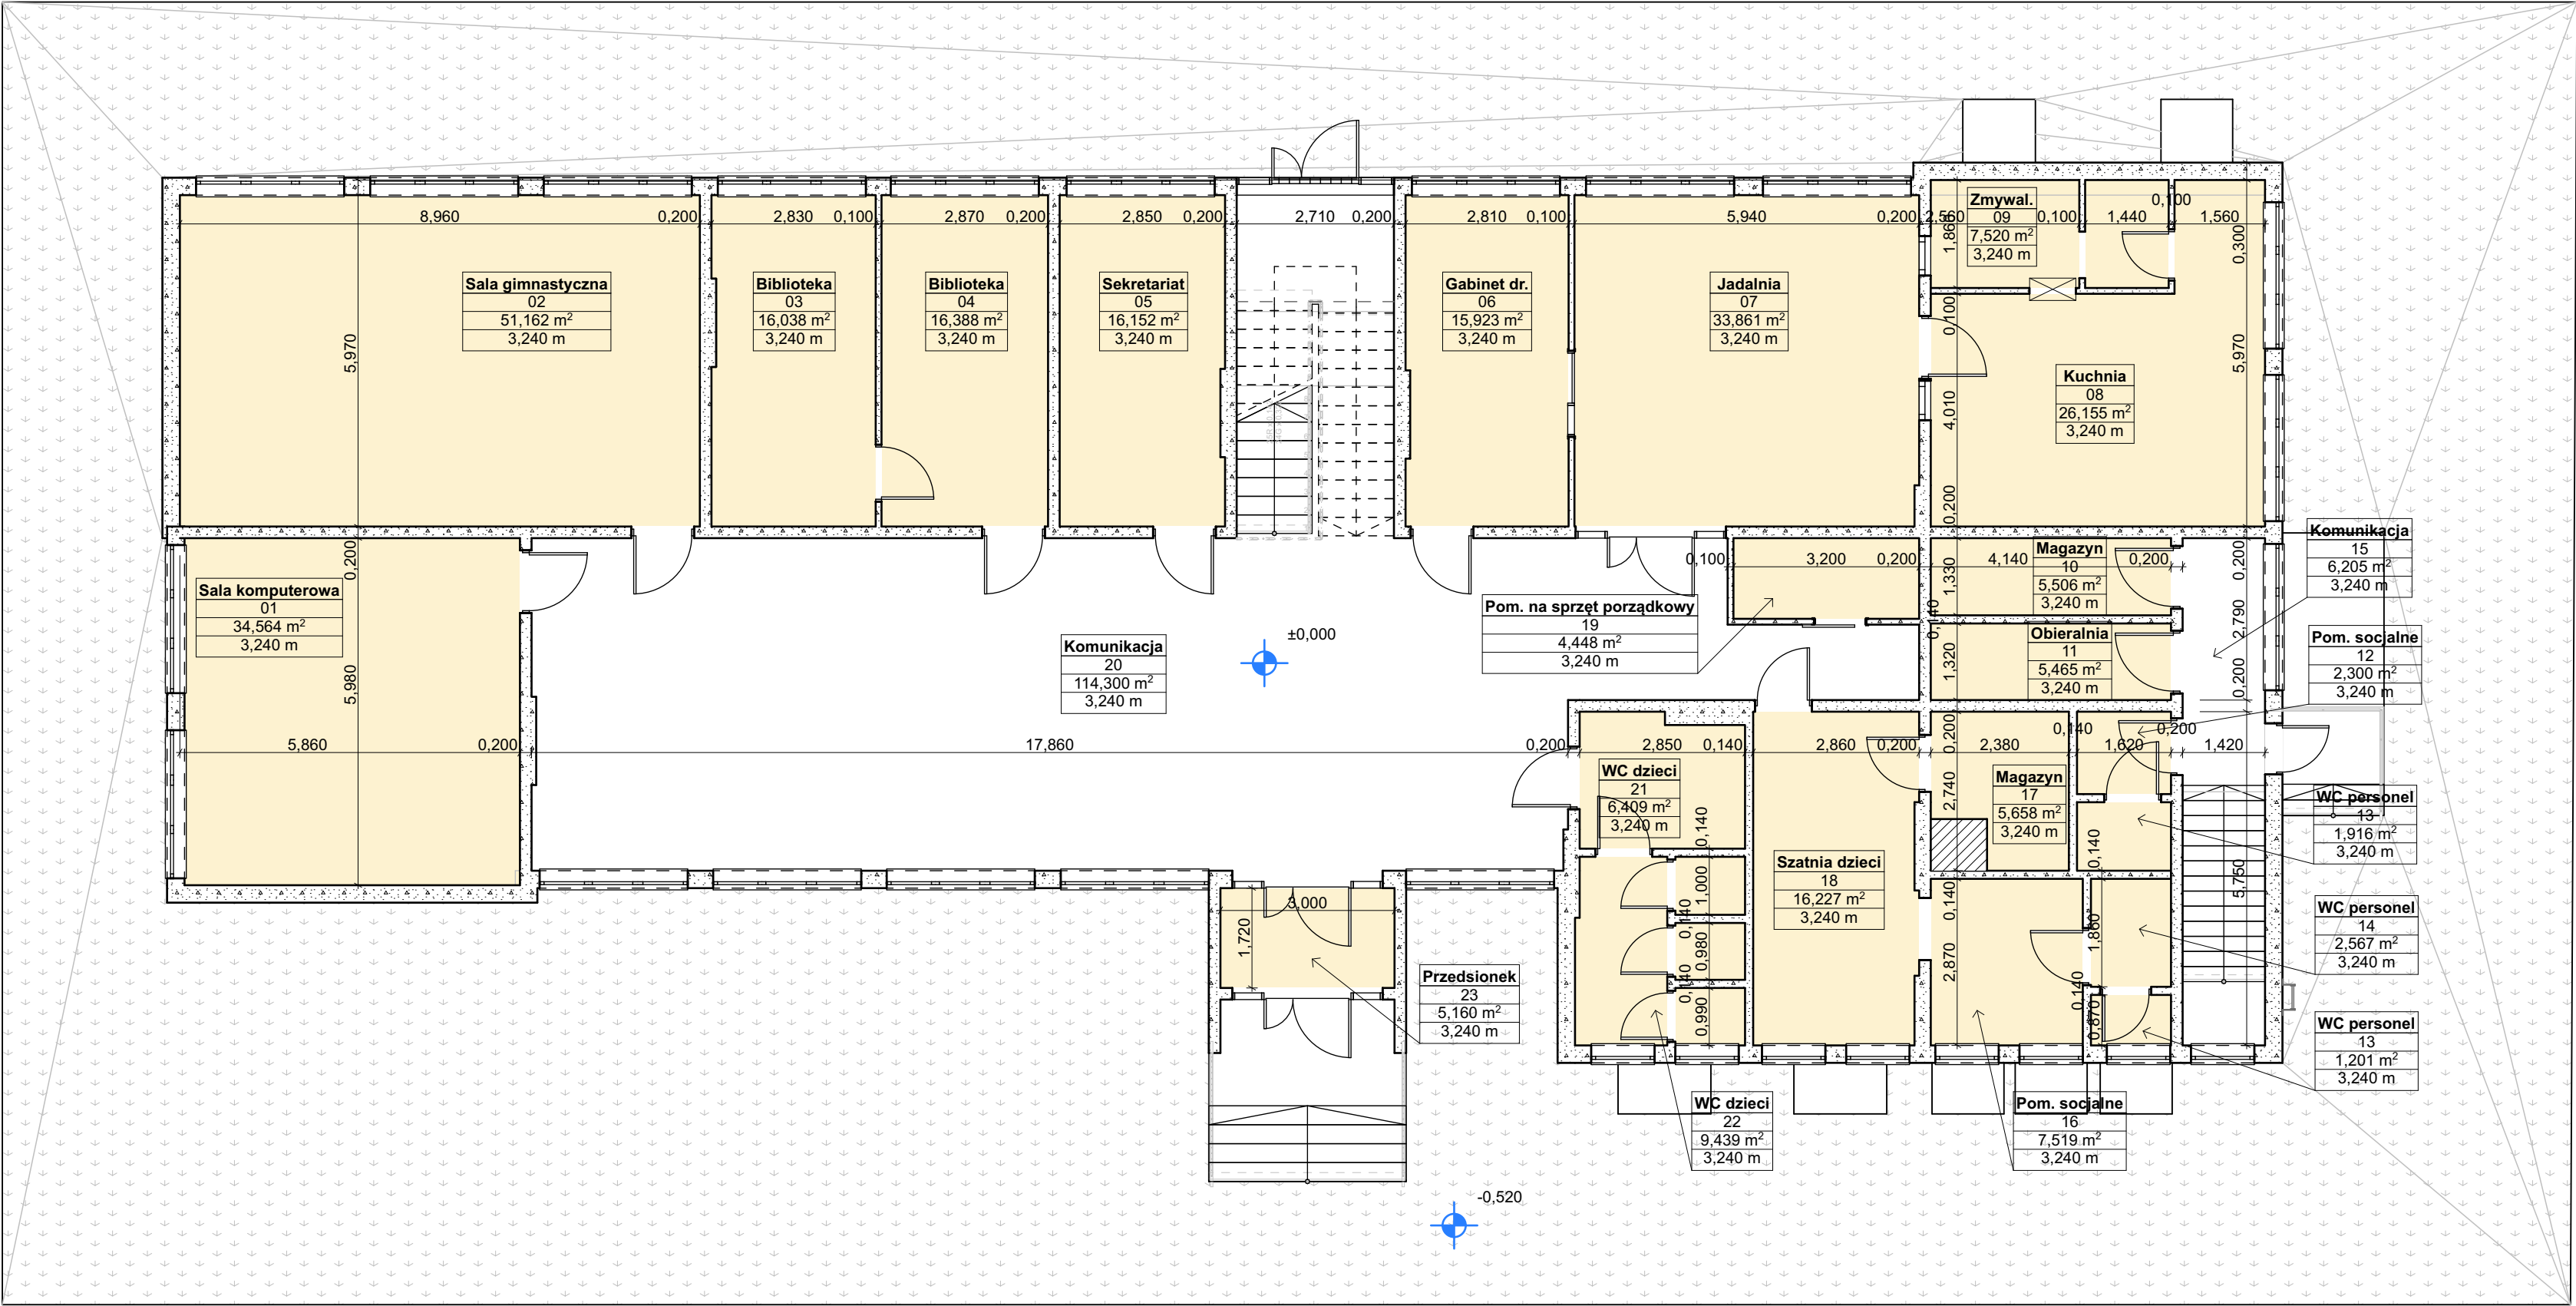 8,960
0,200
2,830
0,100
2,870
0,200
2,850
0,200
2,710
0,200
2,810
0,100
5,940
0,200
2,560
0,100
1,440
0,100
1,560
Sala gimnastyczna
02
51,162 m²
3,240 m
Biblioteka
03
16,038 m²
3,240 m
Biblioteka
04
16,388 m²
3,240 m
Sekretariat
05
16,152 m²
3,240 m
Gabinet dr.
06
15,923 m²
3,240 m
Jadalnia
07
33,861 m²
3,240 m
Zmywal.
09
7,520 m²
3,240 m
1,860
0,100
4,010
0,200
0,300
5,970
Kuchnia
08
26,155 m²
3,240 m
5,970
0,200
5,980
Sala komputerowa
01
34,564 m²
3,240 m
Komunikacja
20
114,300 m²
3,240 m
±0,000
0,100
3,200
0,200
4,140
0,200
Pom. na sprzęt porządkowy
19
4,448 m²
3,240 m
Magazyn
10
5,506 m²
3,240 m
1,330
0,140
1,320
Obieralnia
11
5,465 m²
3,240 m
0,200
2,790
0,200
Komunikacja
15
6,205 m²
3,240 m
Pom. socjalne
12
2,300 m²
3,240 m
5,860
0,200
17,860
0,200
2,850
0,140
2,860
0,200
2,380
0,140
1,620
0,200
1,420
WC dzieci
21
6,409 m²
3,240 m
0,140
1,000
0,140
0,980
0,140
0,990
Szatnia dzieci
18
16,227 m²
3,240 m
0,200
2,740
0,140
2,870
Magazyn
17
5,658 m²
3,240 m
0,140
1,860
0,140
0,870
5,750
WC personel
13
1,916 m²
3,240 m
WC personel
14
2,567 m²
3,240 m
WC personel
13
1,201 m²
3,240 m
3,000
1,720
Przedsionek
23
5,160 m²
3,240 m
WC dzieci
22
9,439 m²
3,240 m
Pom. socjalne
16
7,519 m²
3,240 m
-0,520